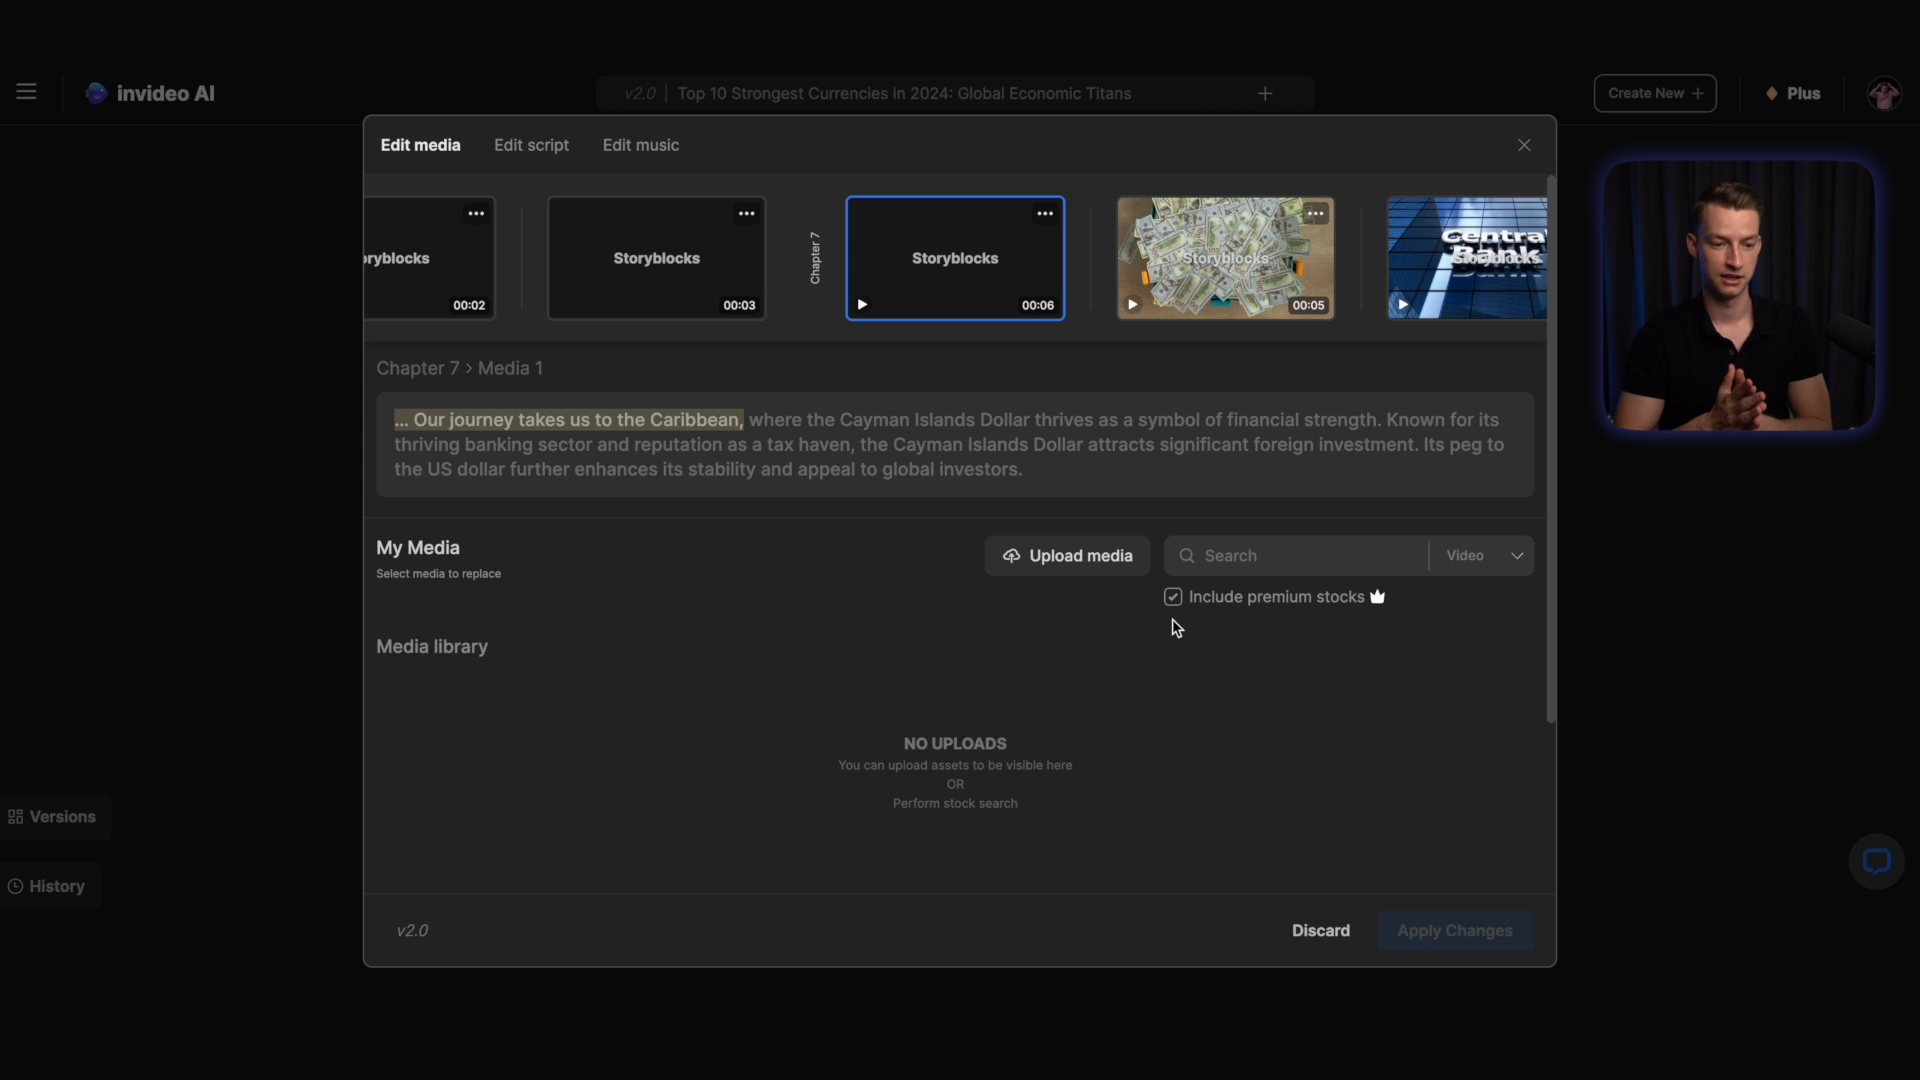 invideo AI
v2.0 | Top 10 Strongest Currencies in 2024: Global Economic Titans
Create New +
Plus
Edit media
Edit script
Edit music
ryblocks
00:02
Storyblocks
00:03
Chapter 7
Storyblocks
00:06
Storyblocks
00:05
Centra
Bank
Storyblocks
Chapter 7 > Media 1
... Our journey takes us to the Caribbean, where the Cayman Islands Dollar thrives as a symbol of financial strength. Known for its
thriving banking sector and reputation as a tax haven, the Cayman Islands Dollar attracts significant foreign investment. Its peg to
the US dollar further enhances its stability and appeal to global investors.
My Media
Select media to replace
Upload media
Search
Video
Include premium stocks
Media library
NO UPLOADS
You can upload assets to be visible here
OR
Perform stock search
Versions
History
v2.0
Discard
Apply Changes